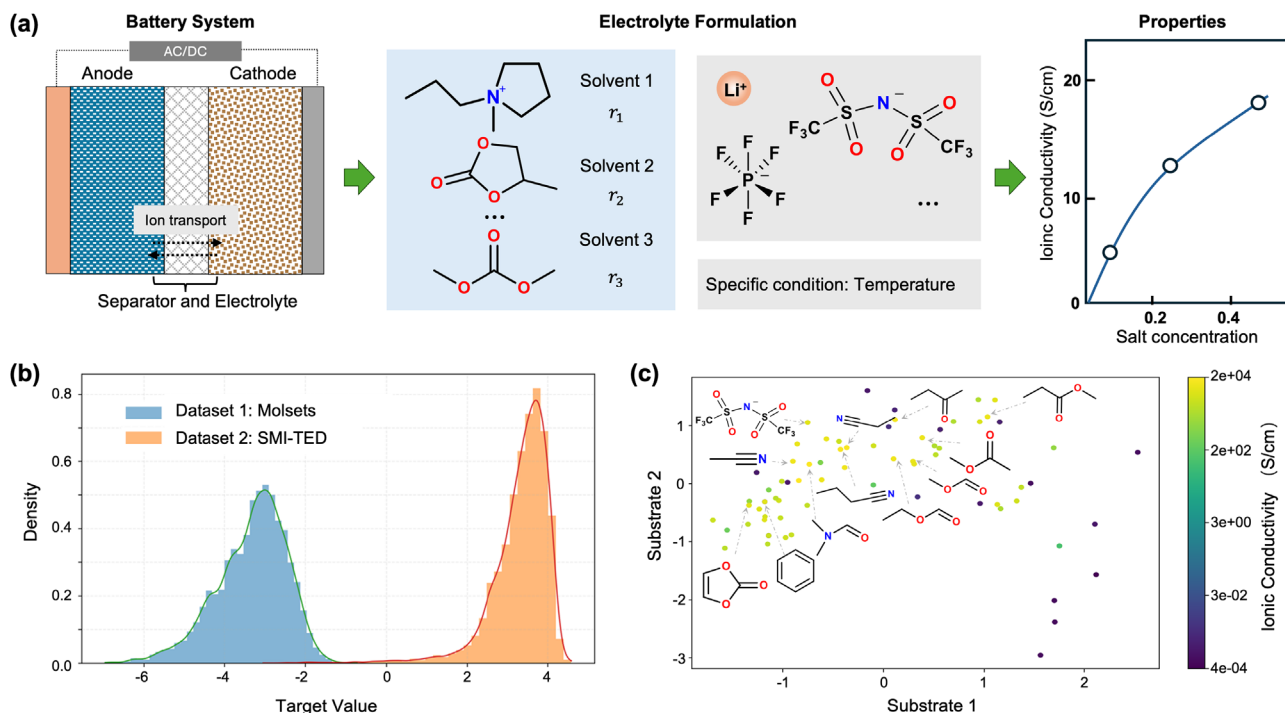 (a)
Battery System
AC/DC
Anode
Cathode
Ion transport
Separator and Electrolyte
Electrolyte Formulation
N+
Solvent 1
r1
O
O
O
Solvent 2
r2
...
Solvent 3
O
O
O
r3
Li+
O
O
N
−
S
S
O
O
F3C
CF3
F
F
F
P
−
F
F
F
...
Specific condition: Temperature
Properties
Ioinc Conductivity (S/cm)
20
10
0
0.2
0.4
Salt concentration
(b)
Dataset 1: Molsets
Dataset 2: SMI-TED
Density
0.8
0.6
0.4
0.2
0.0
-6
-4
-2
0
2
4
Target Value
(c)
Substrate 2
1
0
-1
-2
-3
-1
0
1
2
Substrate 1
O
O
N
−
S
S
F3C
CF3
O
O
N
O
O
O
N
O
O
O
O
N
O
O
N
O
O
O
O
2e+04
2e+02
3e+00
3e-02
4e-04
Ionic Conductivity (S/cm)